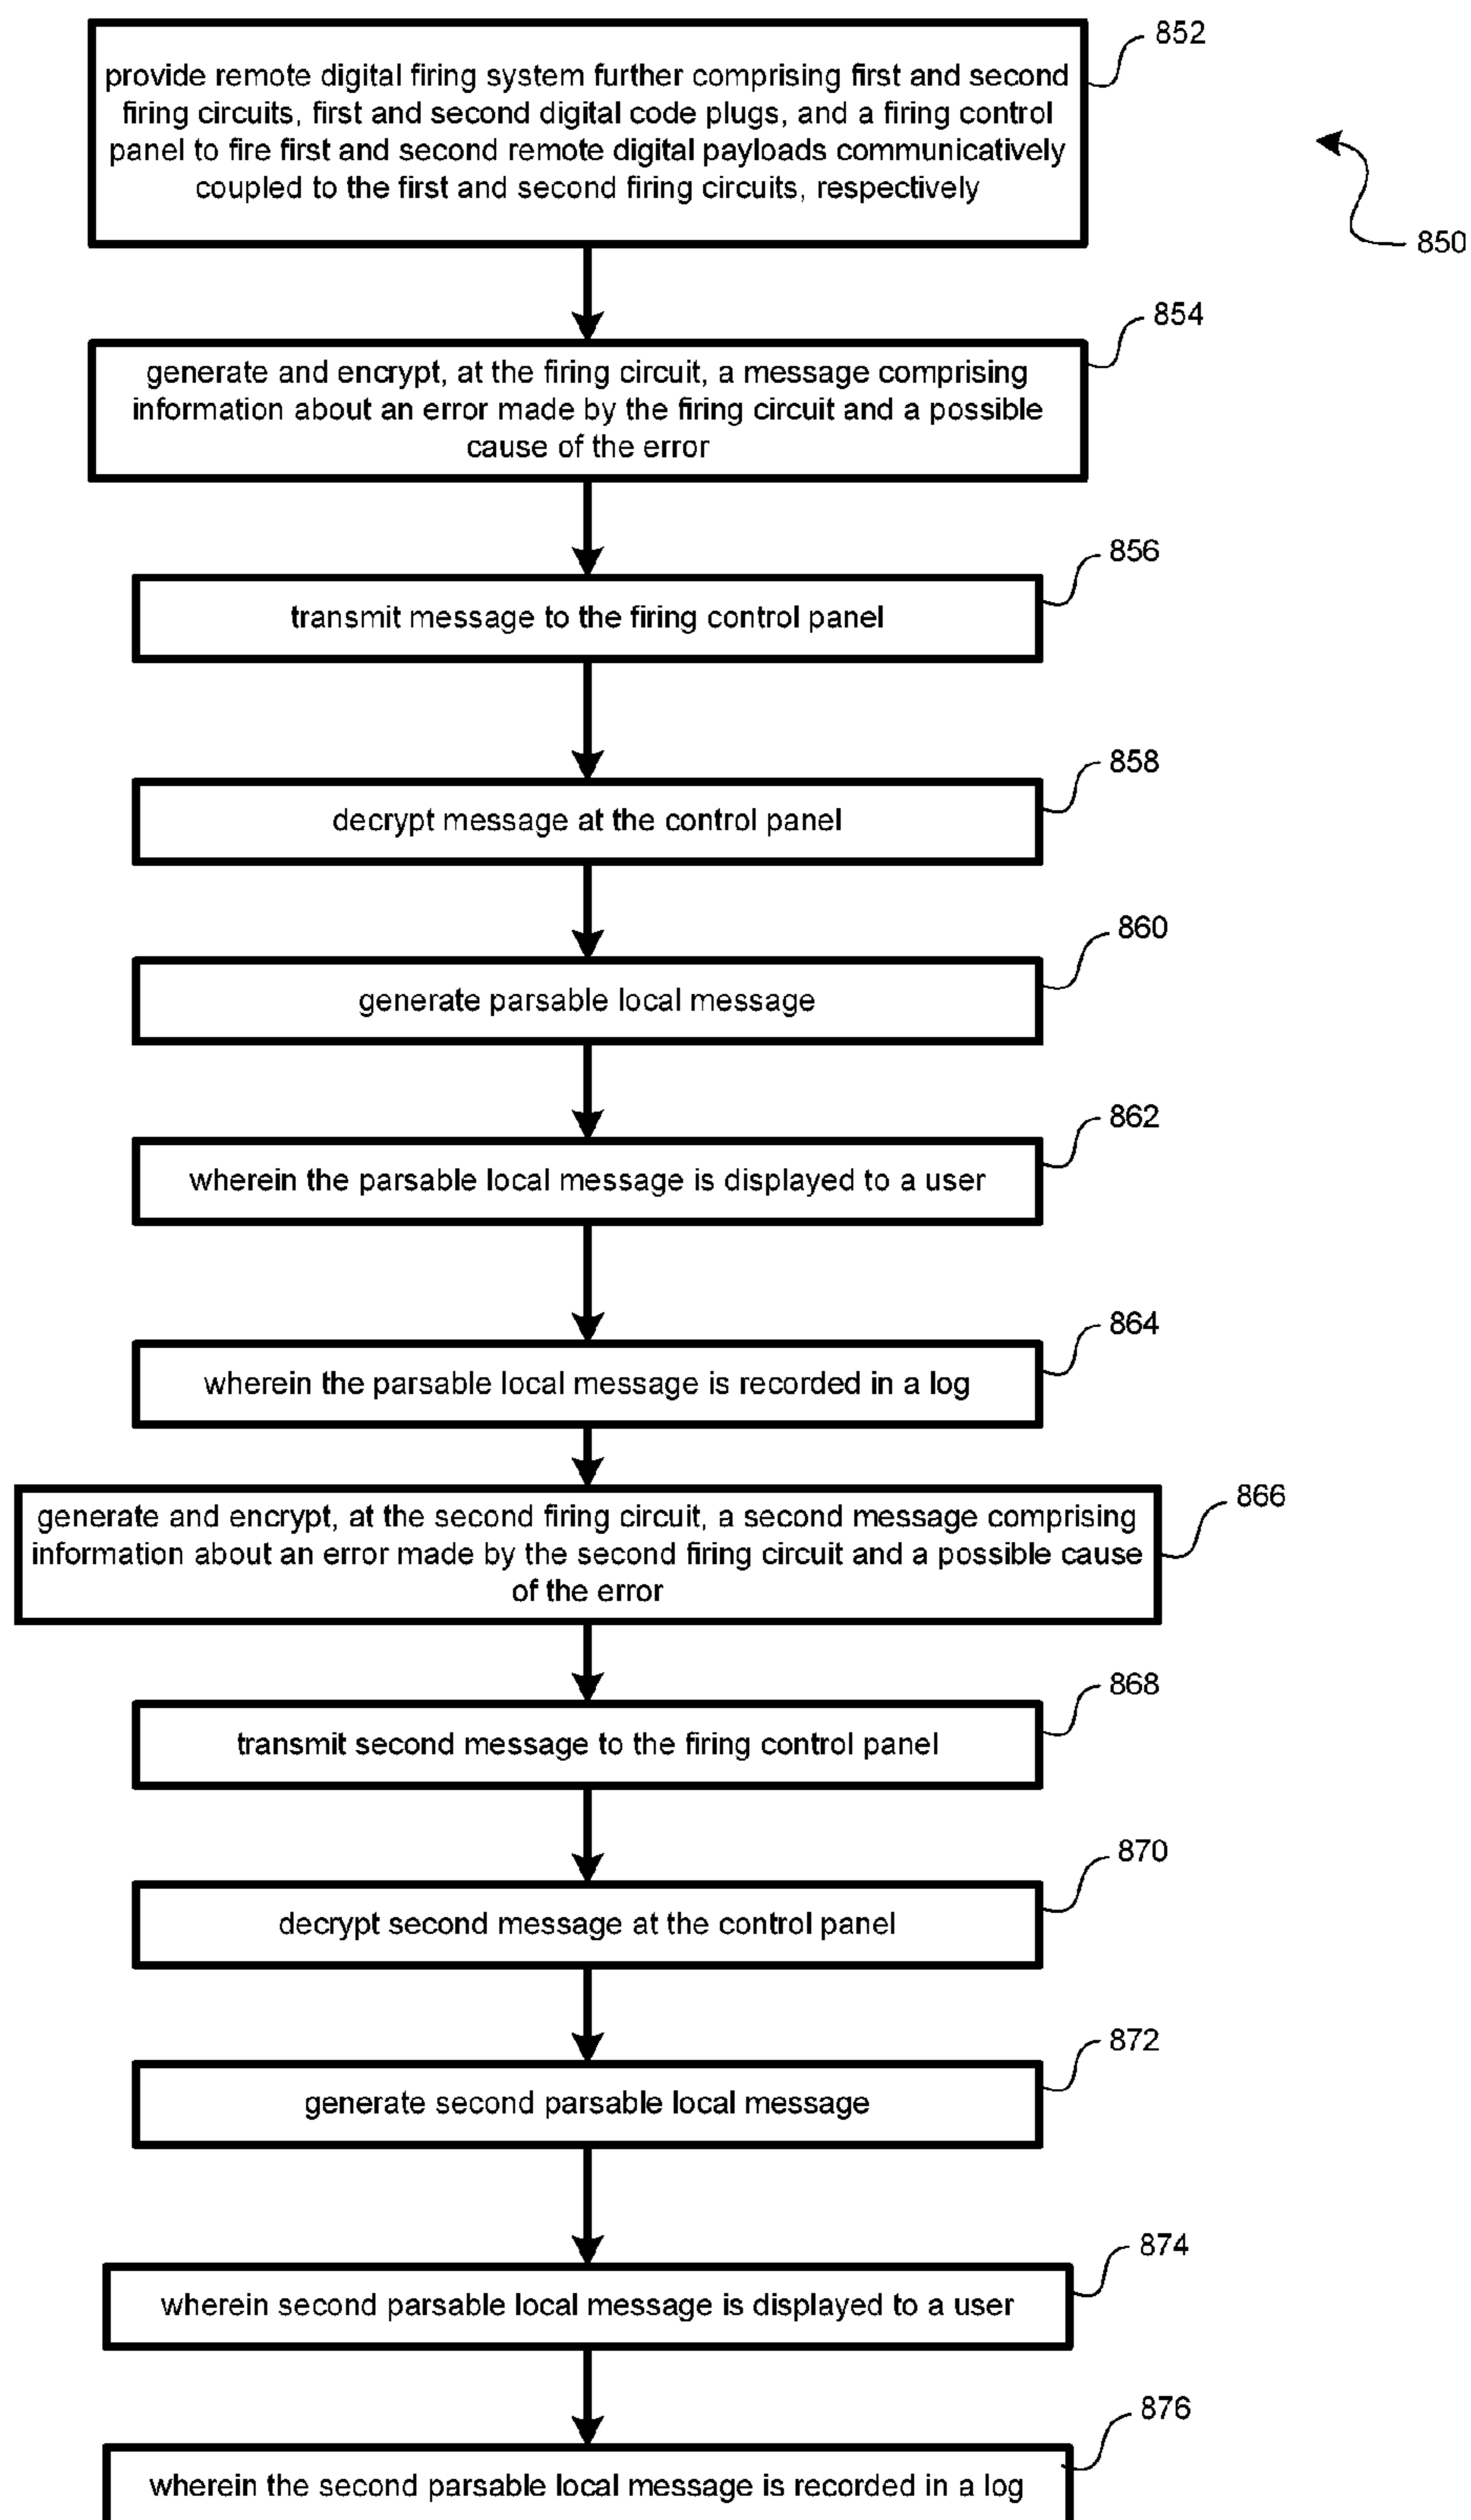 852
provide remote digital firing system further comprising first and second
firing circuits, first and second digital code plugs, and a firing control
panel to fire first and second remote digital payloads communicatively
coupled to the first and second firing circuits, respectively
850
854
generate and encrypt, at the firing circuit, a message comprising
information about an error made by the firing circuit and a possible
cause of the error
856
transmit message to the firing control panel
858
decrypt message at the control panel
860
generate parsable local message
862
wherein the parsable local message is displayed to a user
864
wherein the parsable local message is recorded in a log
866
generate and encrypt, at the second firing circuit, a second message comprising
information about an error made by the second firing circuit and a possible cause
of the error
868
transmit second message to the firing control panel
870
decrypt second message at the control panel
872
generate second parsable local message
874
wherein second parsable local message is displayed to a user
876
wherein the second parsable local message is recorded in a log